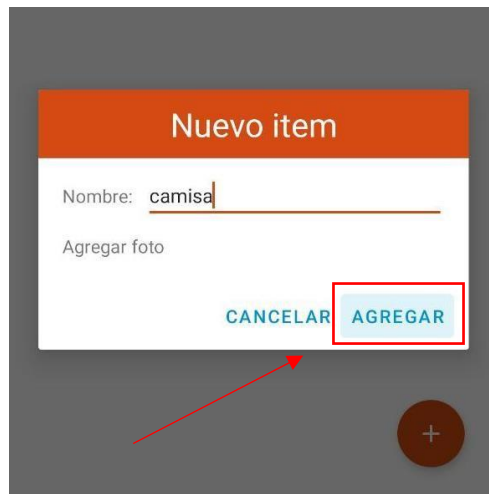 Nuevo item
Nombre: camisa
Agregar foto
CANCELAR AGREGAR
+